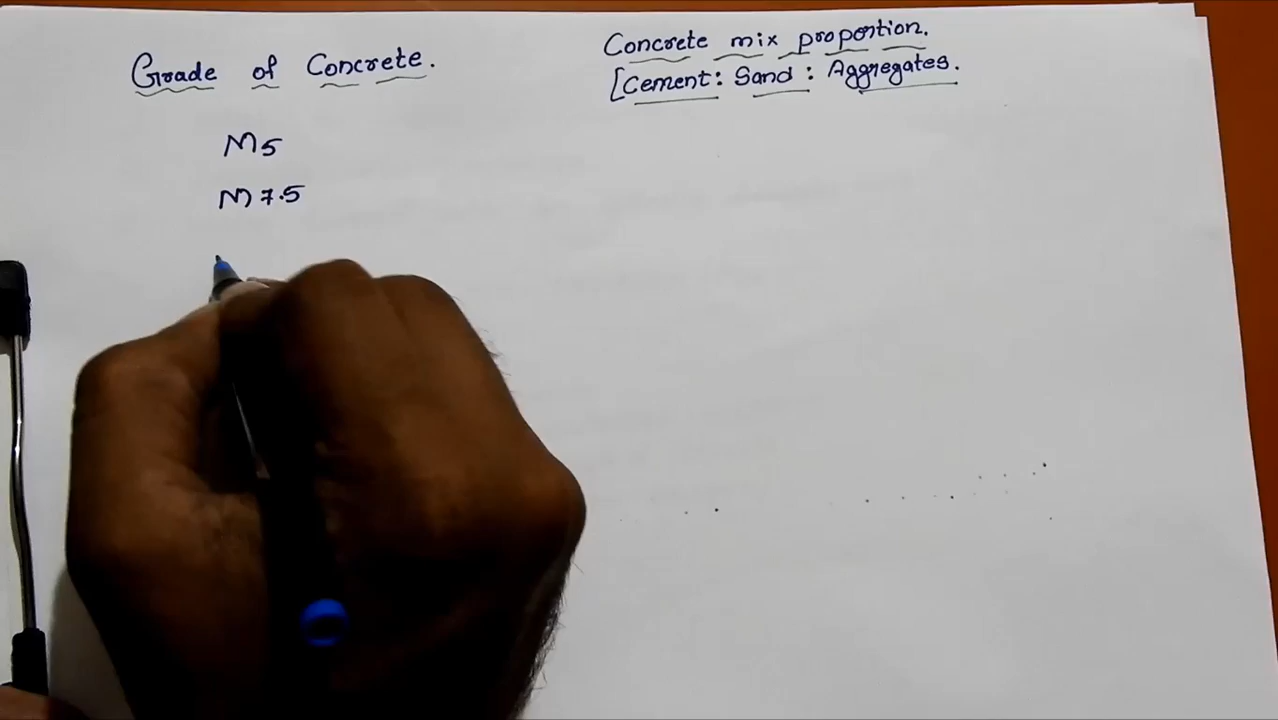 Grade of Concrete.
Concrete mix proportion.
[Cement: Sand : Aggregates.
M5
M7.5